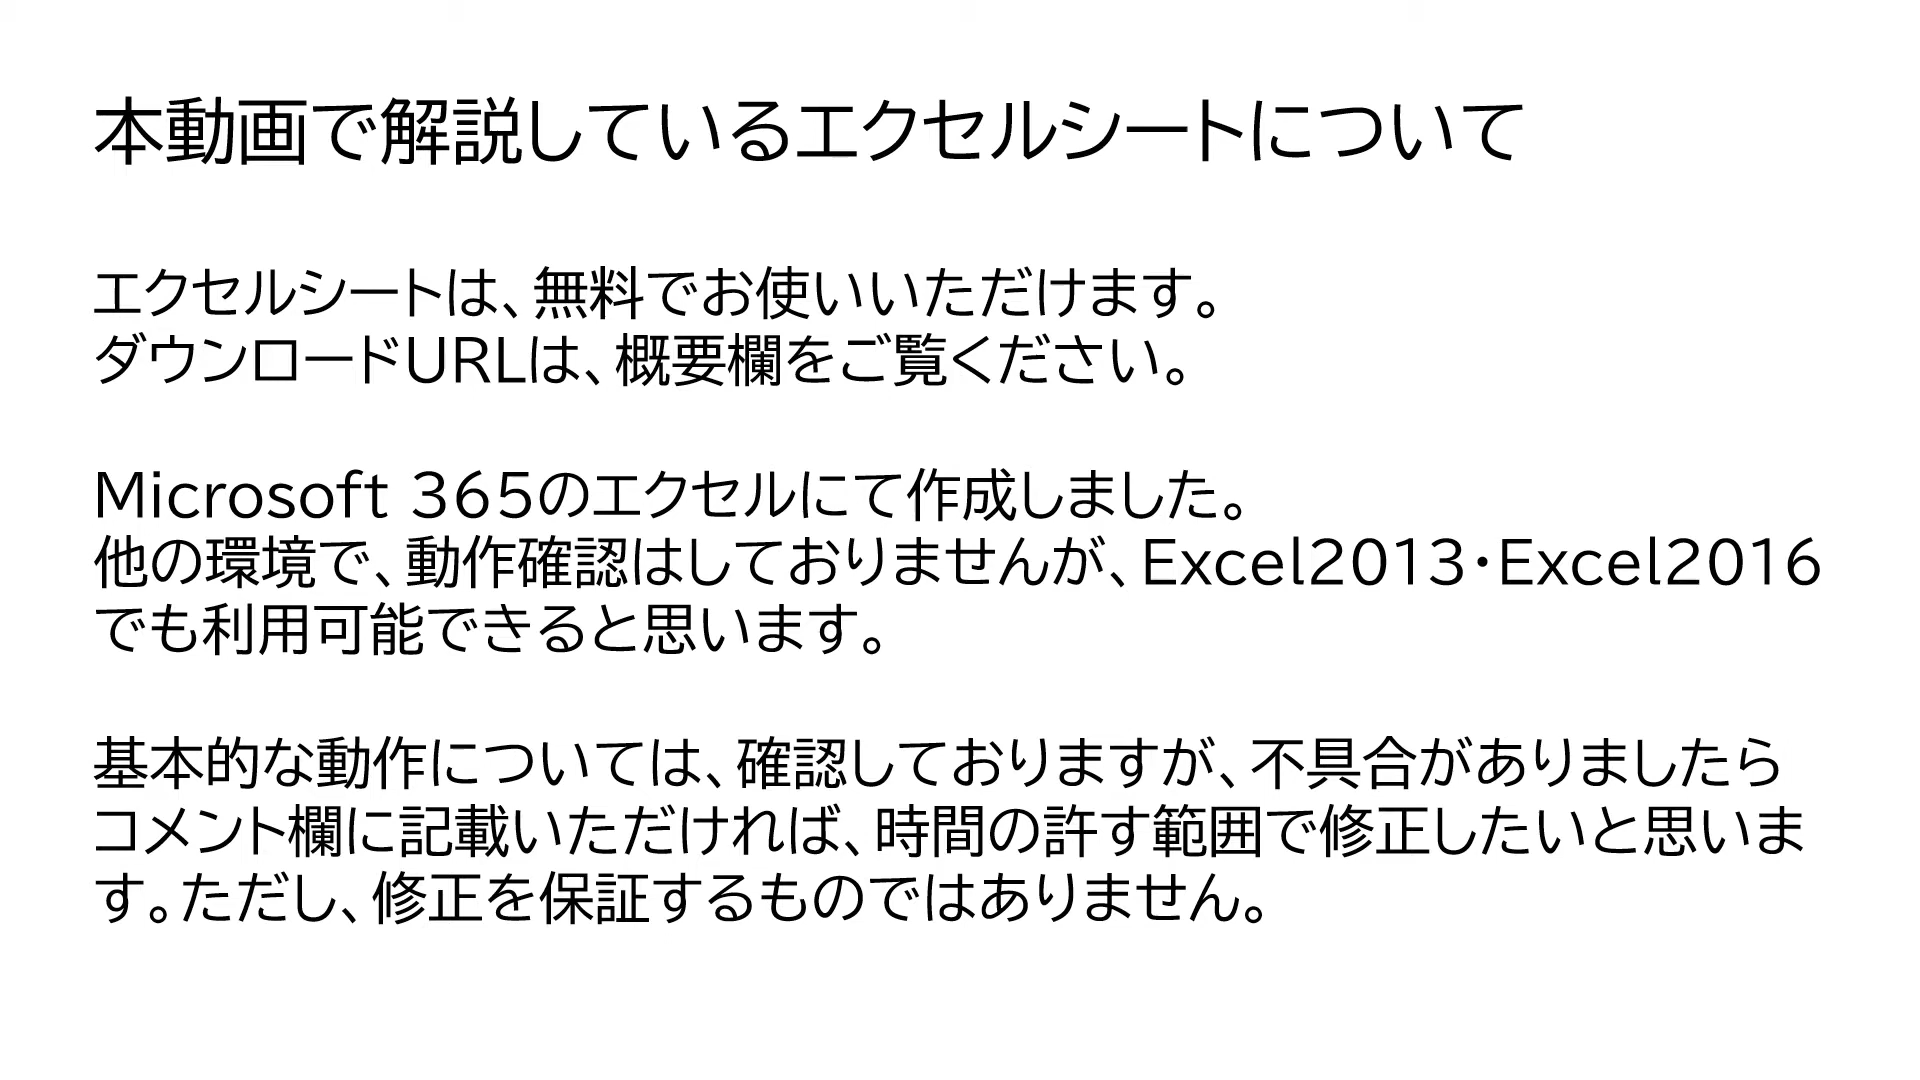 本動画で解説しているエクセルシートについて
エクセルシートは、無料でお使いいただけます。
ダウンロードURLは、概要欄をご覧ください。
Microsoft 365のエクセルにて作成しました。
他の環境で、動作確認はしておりませんが、Excel2013・Excel2016
でも利用可能できると思います。
基本的な動作については、確認しておりますが、不具合がありましたら
コメント欄に記載いただければ、時間の許す範囲で修正したいと思いま
す。ただし、修正を保証するものではありません。